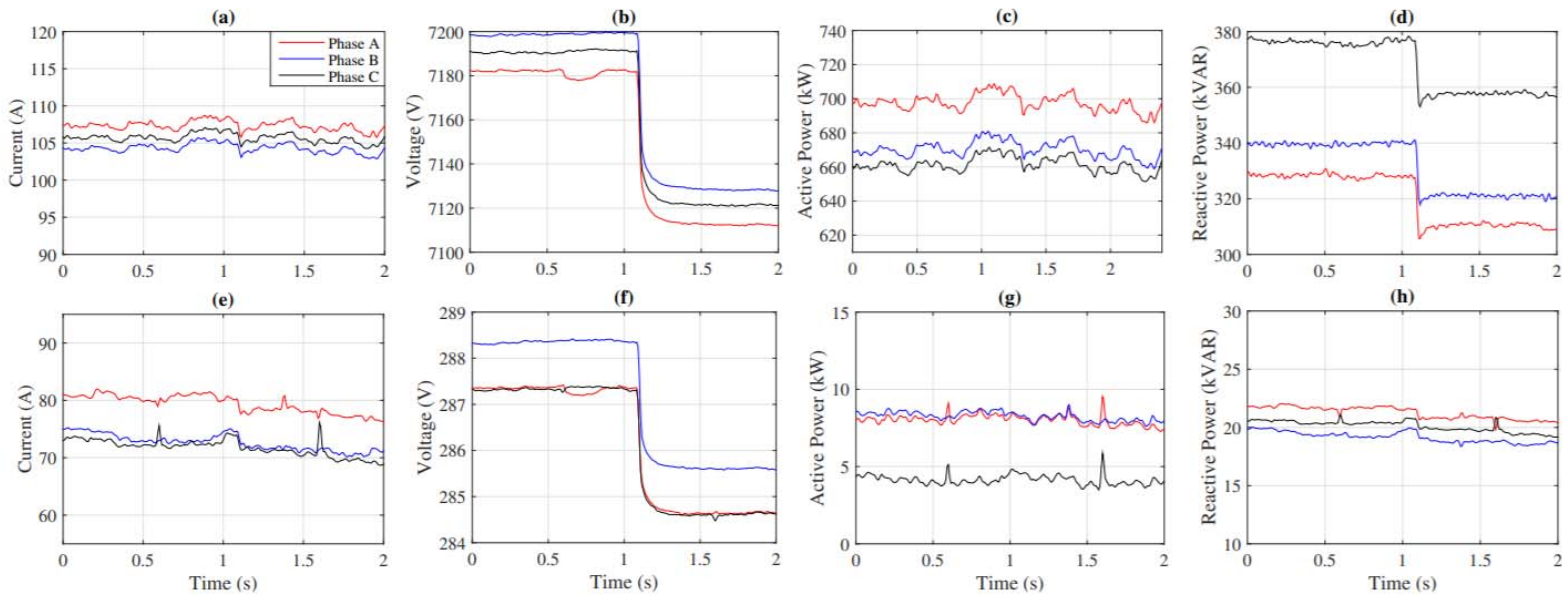 (a)
120
115
110
105
100
95
90
Current (A)
0 0.5 1 1.5 2
Phase A
Phase B
Phase C
(b)
7200
7180
7160
7140
7120
7100
Voltage (V)
0 0.5 1 1.5 2
(c)
740
720
700
680
660
640
620
Active Power (kW)
0 0.5 1 1.5 2
(d)
380
360
340
320
300
Reactive Power (kVAR)
0 0.5 1 1.5 2
(e)
90
80
70
60
Current (A)
0 0.5 1 1.5 2
Time (s)
(f)
289
288
287
286
285
284
Voltage (V)
0 0.5 1 1.5 2
Time (s)
(g)
15
10
5
0
Active Power (kW)
0 0.5 1 1.5 2
Time (s)
(h)
30
25
20
15
10
Reactive Power (kVAR)
0 0.5 1 1.5 2
Time (s)